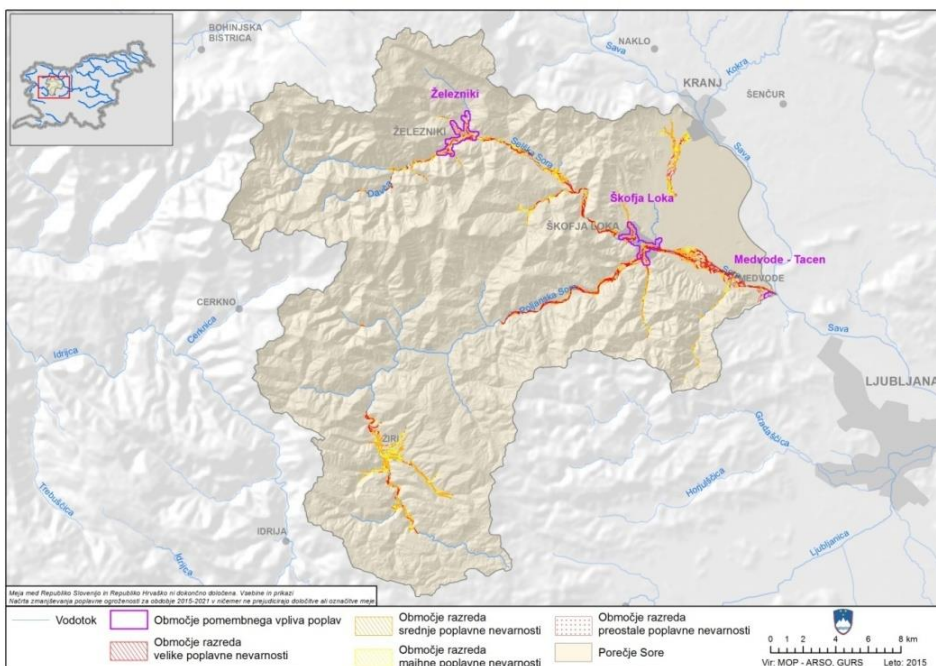 BOHINJSKA
BISTRICA
NAKLO
Sava
Kokra
KRANJ
ŠENČUR
Železniki
ŽELEZNIKI
Selška Sora
Davča
Sava
Škofja Loka
ŠKOFJA LOKA
Medvode - Tacen
Sora
MEDVODE
Poljanska Sora
CERKNO
Cerknica
Idrijca
Sava
LJUBLJANA
Gradaščica
ŽIRI
Horjulščica
Trebuščica
IDRIJA
Idrijca
Ljubljanica
Meja med Republiko Slovenijo in Republiko Hrvaško ni dokončno določena. Vsebine in prikazi
Načrta zmanjševanja poplavne ogroženosti za obdobje 2015-2021 v ničemer ne prejudicirajo določitve ali označitve meje
Vodotok
Območje pomembnega vpliva poplav
Območje razreda
velike poplavne nevarnosti
Območje razreda
srednje poplavne nevarnosti
Območje razreda
majhne poplavne nevarnosti
Območje razreda
preostale poplavne nevarnosti
Porečje Sore
0 1 2 4 6 8 km
Vir: MOP - ARSO, GURS Leto: 2015